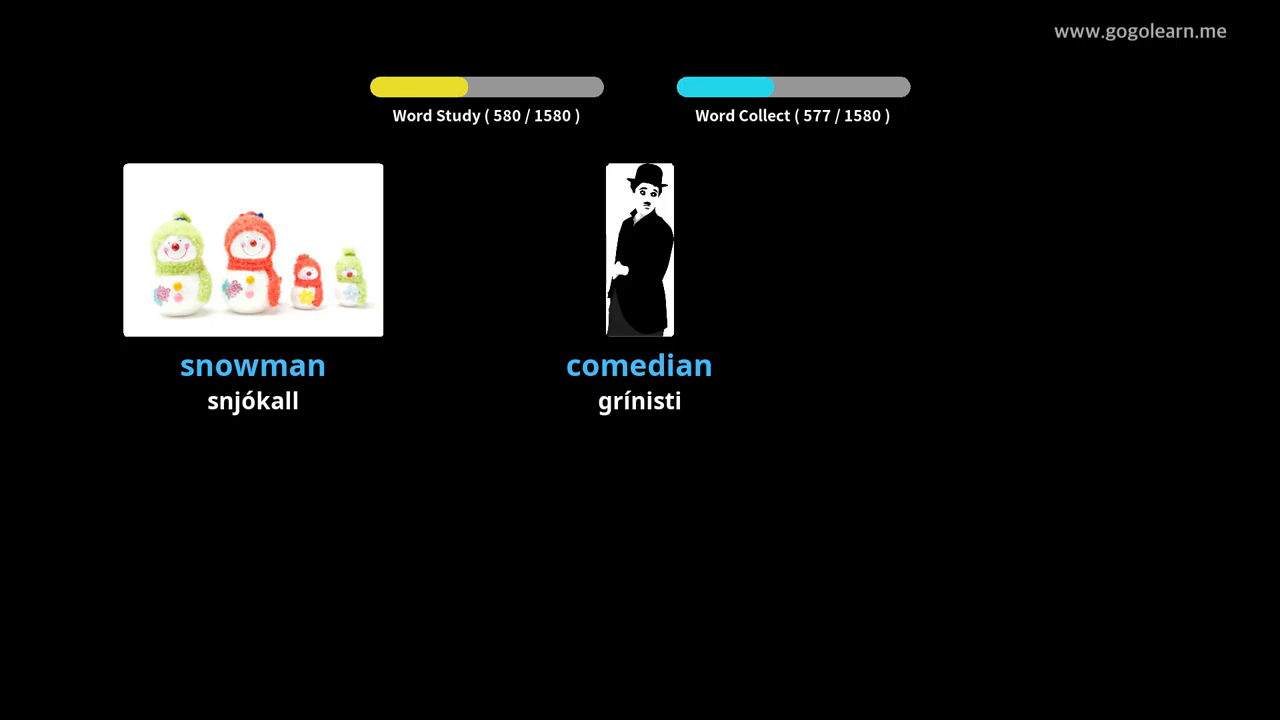 www.gogolearn.me
Word Study ( 580 / 1580 )
Word Collect ( 577 / 1580 )
snowman
snjókall
comedian
grínisti